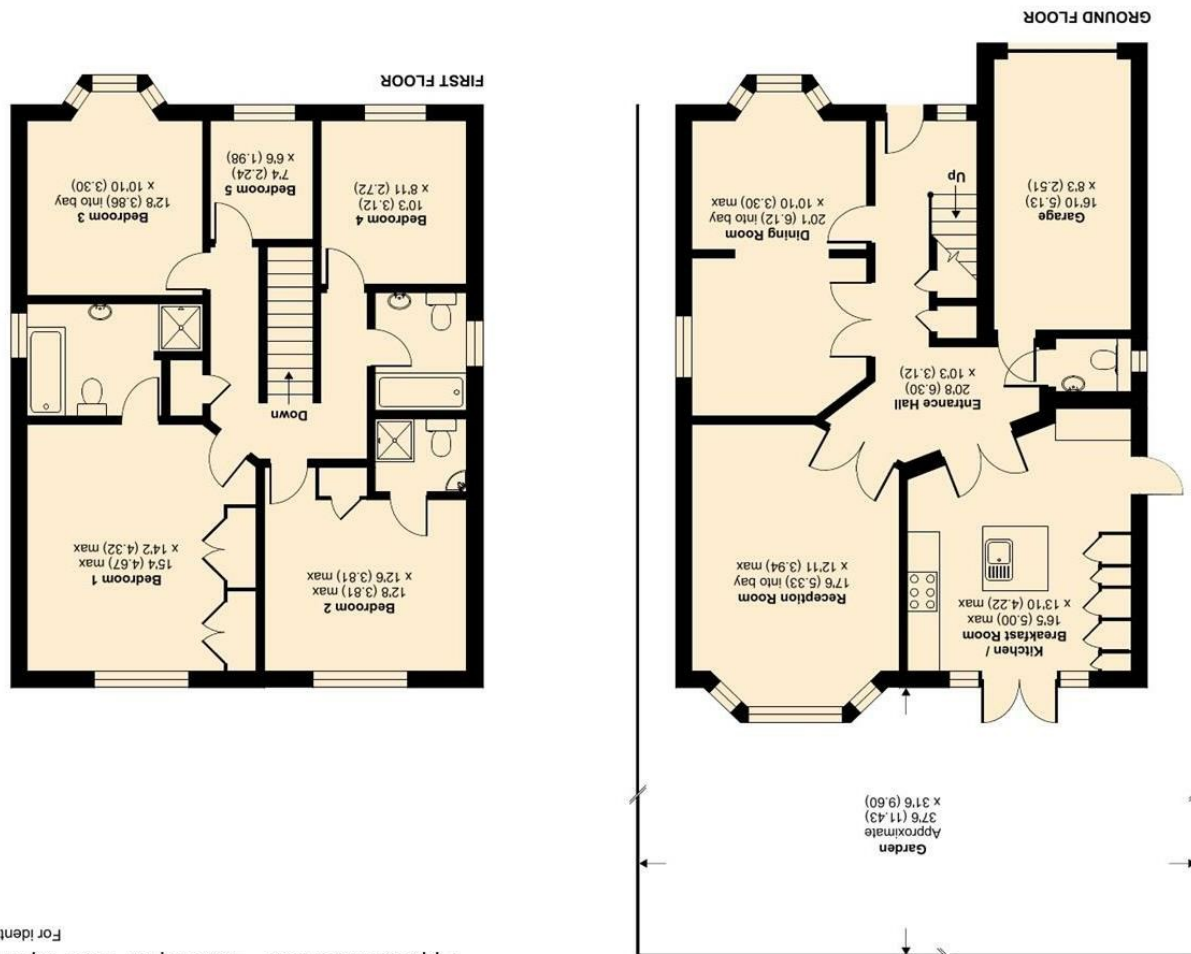 For ident
Garden
Approximate
37'6 (11.43)
x 31'6 (9.60)
Kitchen /
Breakfast Room
16'5 (5.00) max
x 13'10 (4.22) max
Reception Room
17'6 (5.33) into bay
x 12'11 (3.94) max
Entrance Hall
20'8 (6.30)
x 10'3 (3.12)
Garage
16'10 (5.13)
x 8'3 (2.51)
Up
Dining Room
20'1 (6.12) into bay
x 10'10 (3.30) max
GROUND FLOOR
Bedroom 2
12'8 (3.81) max
x 12'6 (3.81) max
Bedroom 1
15'4 (4.67) max
x 14'2 (4.32) max
Down
Bedroom 4
10'3 (3.12)
x 8'11 (2.72)
Bedroom 5
7'4 (2.24)
x 6'6 (1.98)
Bedroom 3
12'8 (3.86) into bay
x 10'10 (3.30)
FIRST FLOOR